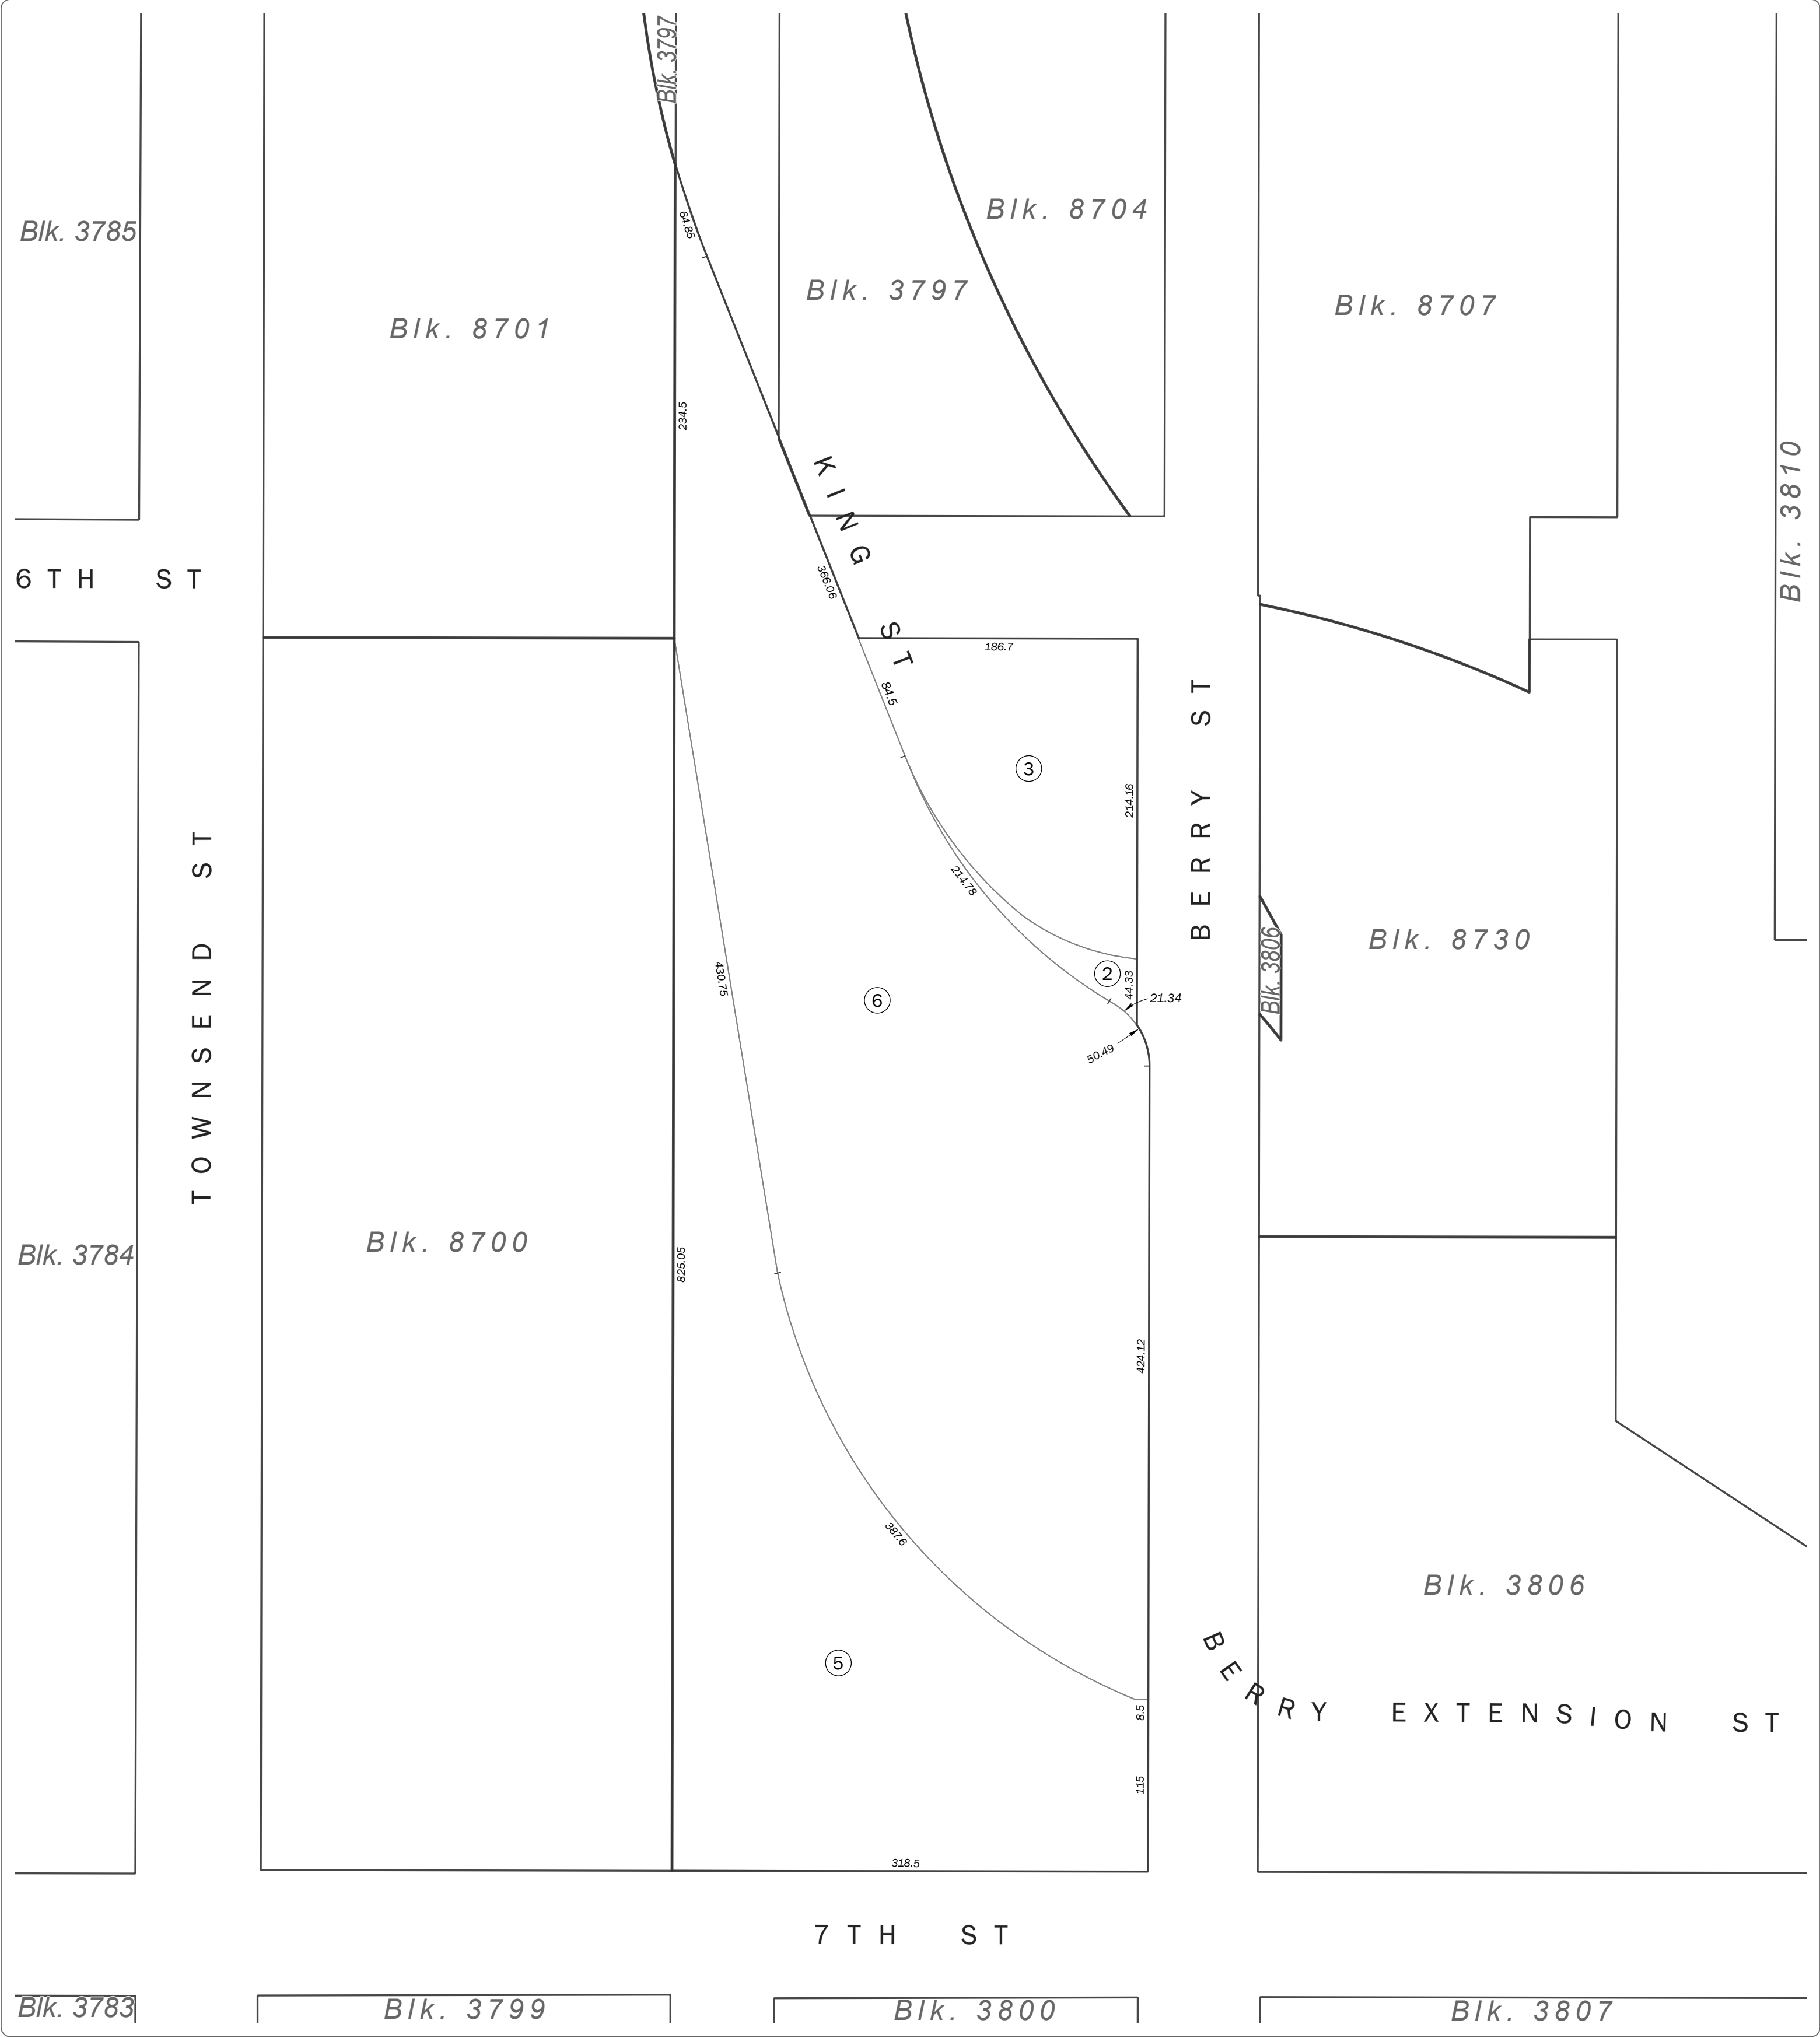 Blk. 3797
Blk. 3785
Blk. 8704
Blk. 3797
Blk. 8707
Blk. 8701
64.85
234.5
Blk. 3810
KING ST
6TH ST
366.06
186.7
84.5
3
214.16
BERRY ST
TOWNSEND ST
214.78
Blk. 8730
Blk. 3806
2
44.33
21.34
430.75
6
50.49
Blk. 3784
Blk. 8700
825.05
424.12
387.6
Blk. 3806
5
8.5
BERRY EXTENSION ST
115
318.5
7TH ST
Blk. 3783
Blk. 3799
Blk. 3800
Blk. 3807